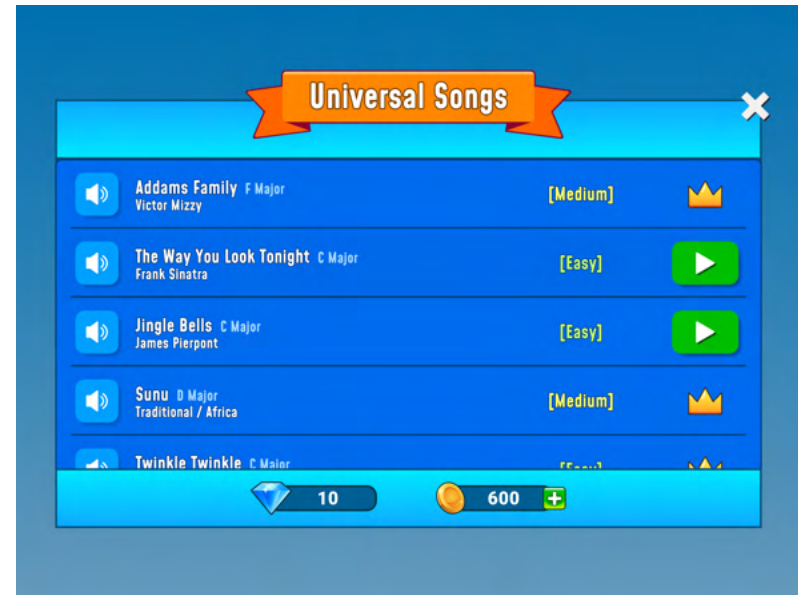 Universal Songs
Addams Family F Major
Victor Mizzy
[Medium]
The Way You Look Tonight C Major
Frank Sinatra
[Easy]
Jingle Bells C Major
James Pierpont
[Easy]
Sunu D Major
Traditional / Africa
[Medium]
Twinkle Twinkle C Major
[Easy]
10
600